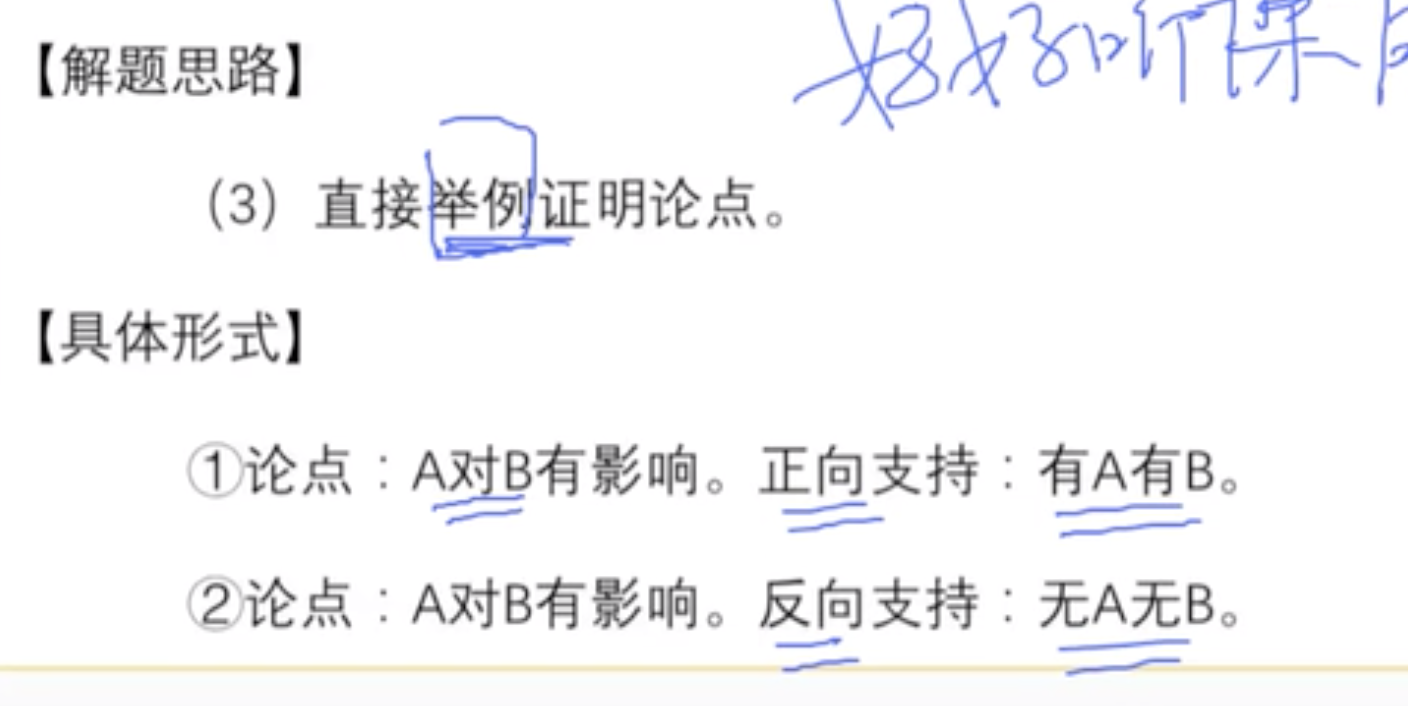 好好听课
【解题思路】
（3）直接举例证明论点。
【具体形式】
①论点：A对B有影响。正向支持：有A有B。
②论点：A对B有影响。反向支持：无A无B。